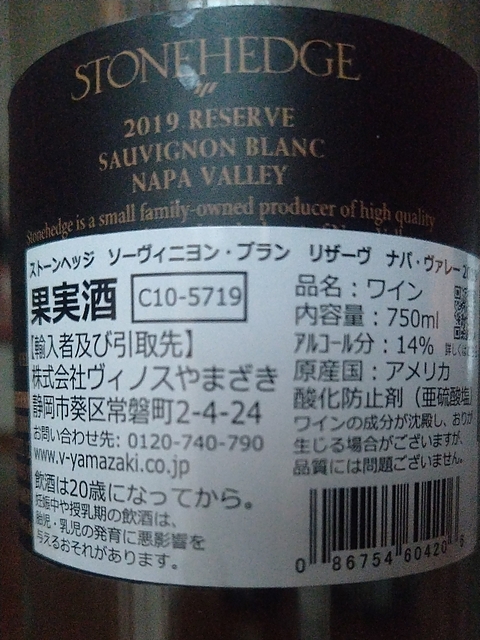 STONEHEDGE
2019 RESERVE
SAUVIGNON BLANC
NAPA VALLEY
Stonehedge is a small family-owned producer of high quality
ストーンヘッジ ソーヴィニヨン・ブラン リザーヴ ナパ・ヴァレー 20
果実酒
C10-5719
【輸入者及び引取先】
株式会社ヴィノスやまざき
静岡市葵区常磐町2-4-24
お問い合わせ先: 0120-740-790
www.v-yamazaki.co.jp
飲酒は20歳になってから。
妊娠中や授乳期の飲酒は、
胎児・乳児の発育に悪影響を
与えるおそれがあります。
品名：ワイン
内容量：750ml
アルコール分：14%
詳しくは
原産国：アメリカ
酸化防止剤（亜硫酸塩）
ワインの成分が沈殿し、おりが
生じる場合がございますが、
品質には問題ございません。
0 86754 60420 6